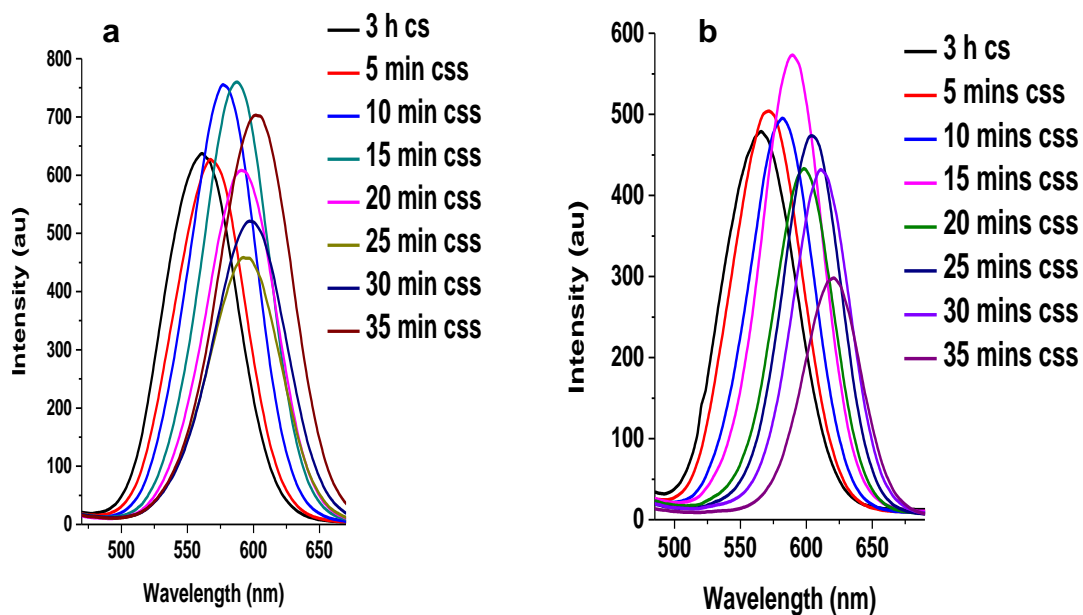 a
3 h cs
5 min css
10 min css
15 min css
20 min css
25 min css
30 min css
35 min css
800
700
600
500
400
300
200
100
0
Intensity (au)
500 550 600 650
Wavelength (nm)
b
3 h cs
5 mins css
10 mins css
15 mins css
20 mins css
25 mins css
30 mins css
35 mins css
600
500
400
300
200
100
0
Intensity (au)
500 550 600 650
Wavelength (nm)